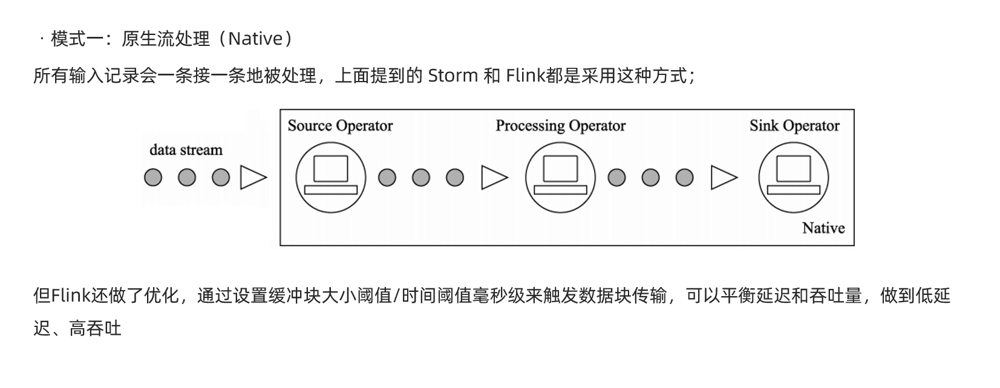 · 模式一：原生流处理（Native）
所有输入记录会一条接一条地被处理，上面提到的 Storm 和 Flink都是采用这种方式；
Source Operator
Processing Operator
Sink Operator
data stream
Native
但Flink还做了优化，通过设置缓冲块大小阈值/时间阈值毫秒级来触发数据块传输，可以平衡延迟和吞吐量，做到低延
迟、高吞吐